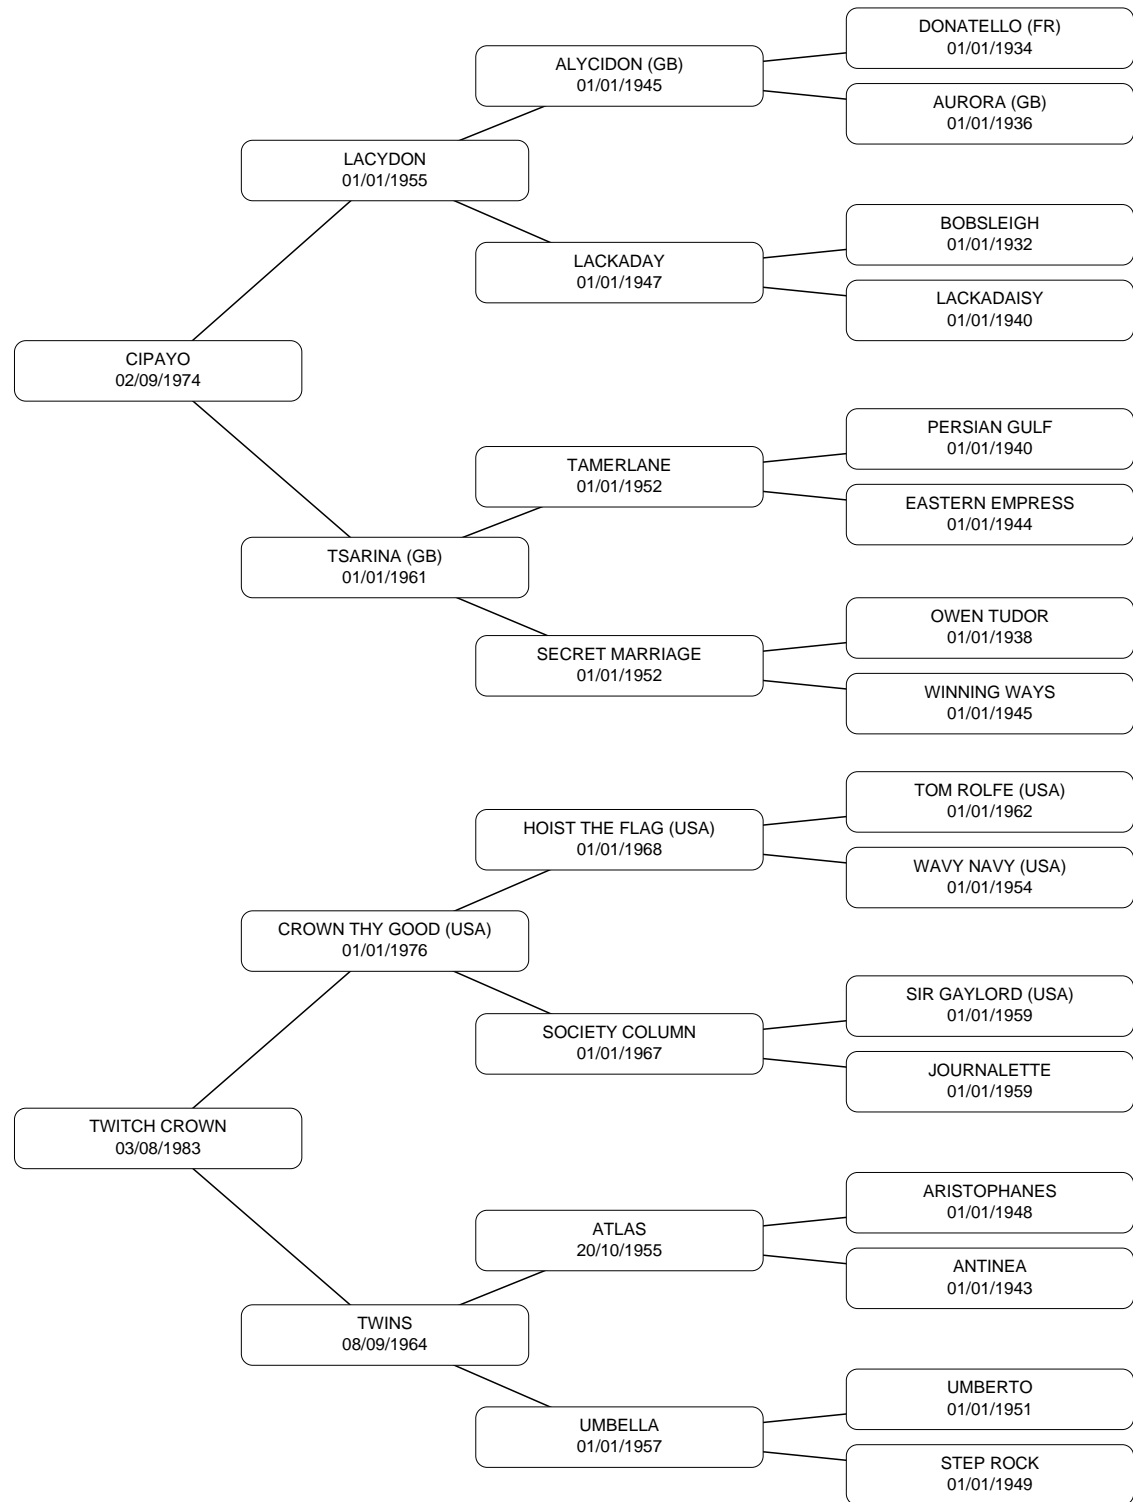 DONATELLO (FR)
01/01/1934
ALYCIDON (GB)
01/01/1945
AURORA (GB)
01/01/1936
LACYDON
01/01/1955
BOBSLEIGH
01/01/1932
LACKADAY
01/01/1947
LACKADAISY
01/01/1940
CIPAYO
02/09/1974
PERSIAN GULF
01/01/1940
TAMERLANE
01/01/1952
EASTERN EMPRESS
01/01/1944
TSARINA (GB)
01/01/1961
OWEN TUDOR
01/01/1938
SECRET MARRIAGE
01/01/1952
WINNING WAYS
01/01/1945
TOM ROLFE (USA)
01/01/1962
HOIST THE FLAG (USA)
01/01/1968
WAVY NAVY (USA)
01/01/1954
CROWN THY GOOD (USA)
01/01/1976
SIR GAYLORD (USA)
01/01/1959
SOCIETY COLUMN
01/01/1967
JOURNALETTE
01/01/1959
TWITCH CROWN
03/08/1983
ARISTOPHANES
01/01/1948
ATLAS
20/10/1955
ANTINEA
01/01/1943
TWINS
08/09/1964
UMBERTO
01/01/1951
UMBELLA
01/01/1957
STEP ROCK
01/01/1949